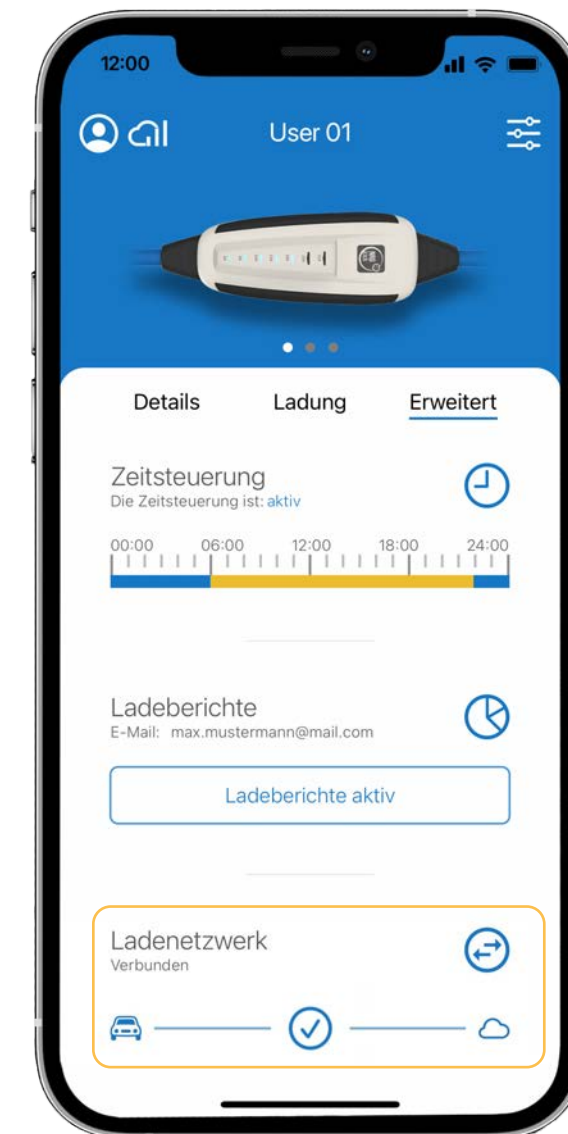 12:00
User 01
Details Ladung Erweitert
Zeitsteuerung
Die Zeitsteuerung ist: aktiv
00:00 06:00 12:00 18:00 24:00
Ladeberichte
E-Mail: max.mustermann@mail.com
Ladeberichte aktiv
Ladenetzwerk
Verbunden